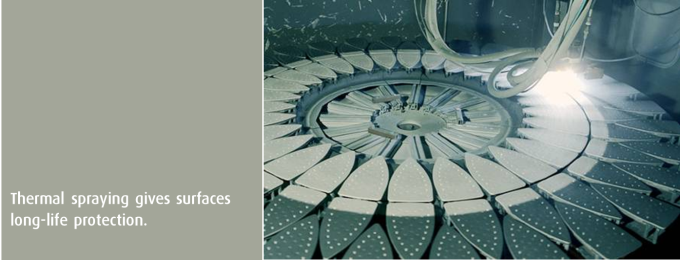 Thermal spraying gives surfaces
long-life protection.